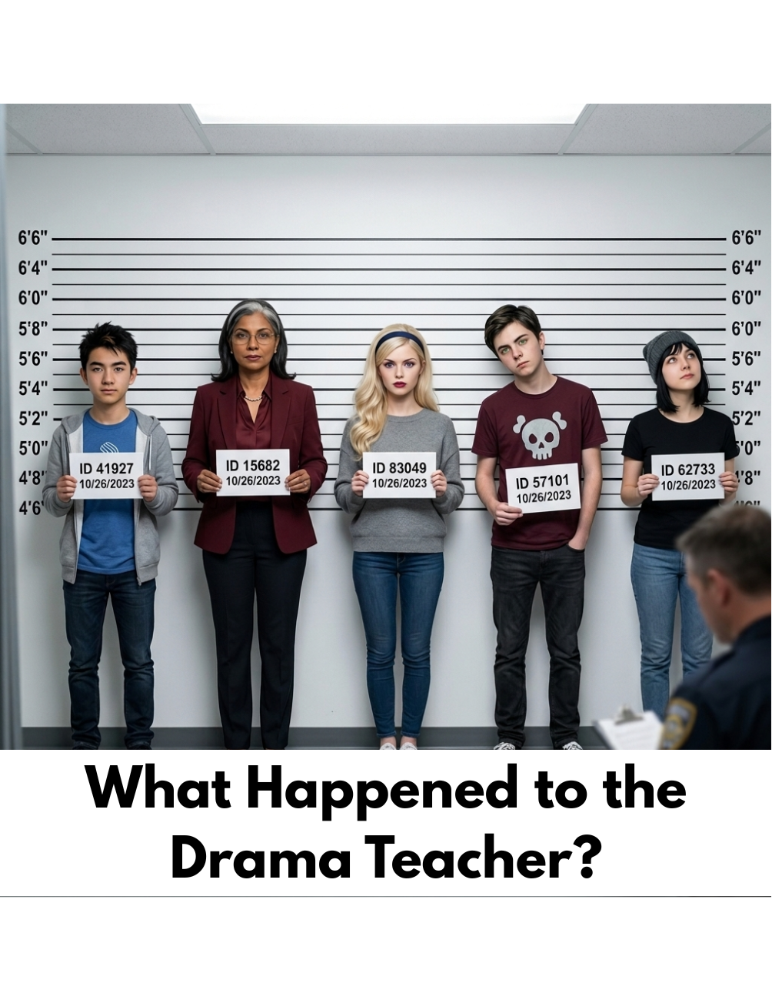 6'6" 6'6"
6'4" 6'4"
6'0" 6'0"
5'8" 6'0"
5'6" 5'6"
5'4" 5'4"
5'2" 5'2"
5'0" 5'0"
4'8" '8"
4'6"
ID 41927
10/26/2023
ID 15682
10/26/2023
ID 83049
10/26/2023
ID 57101
10/26/2023
ID 62733
10/26/2023
What Happened to the
Drama Teacher?